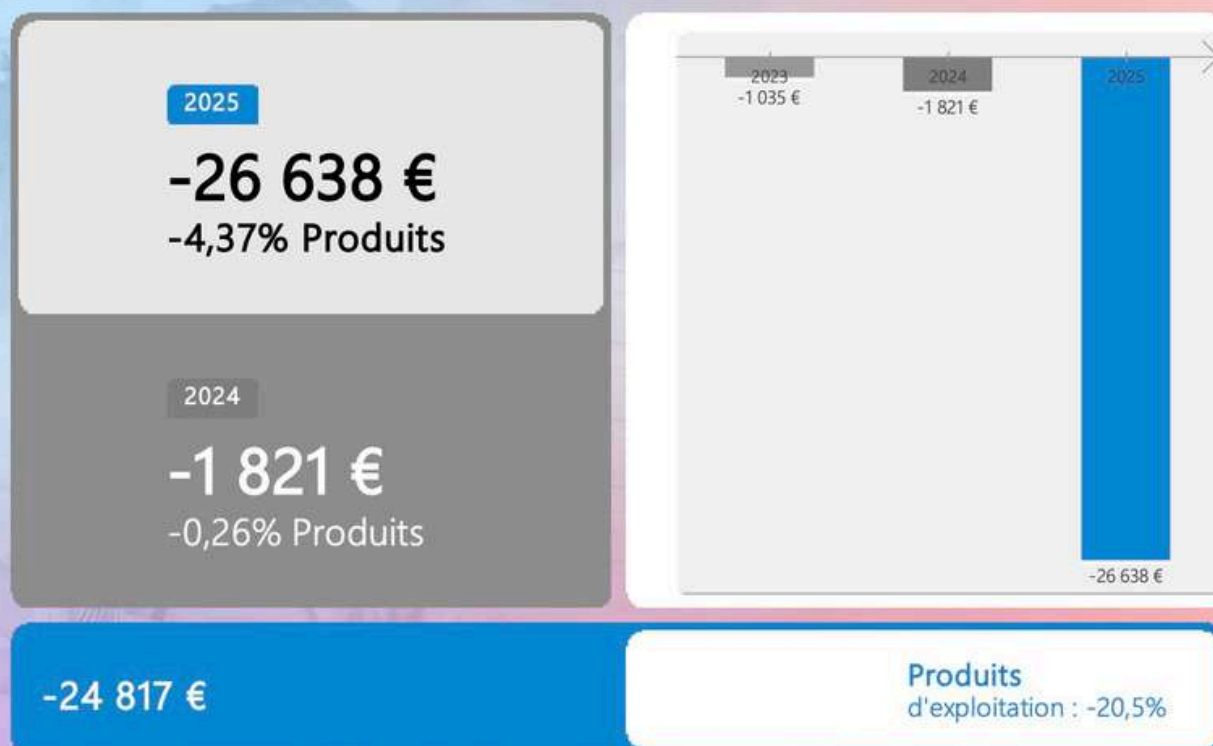 2025
-26 638 €
-4,37% Produits
2024
-1 821 €
-0,26% Produits
2023
-1 035 €
2024
-1 821 €
2025
-26 638 €
-24 817 €
Produits
d'exploitation : -20,5%